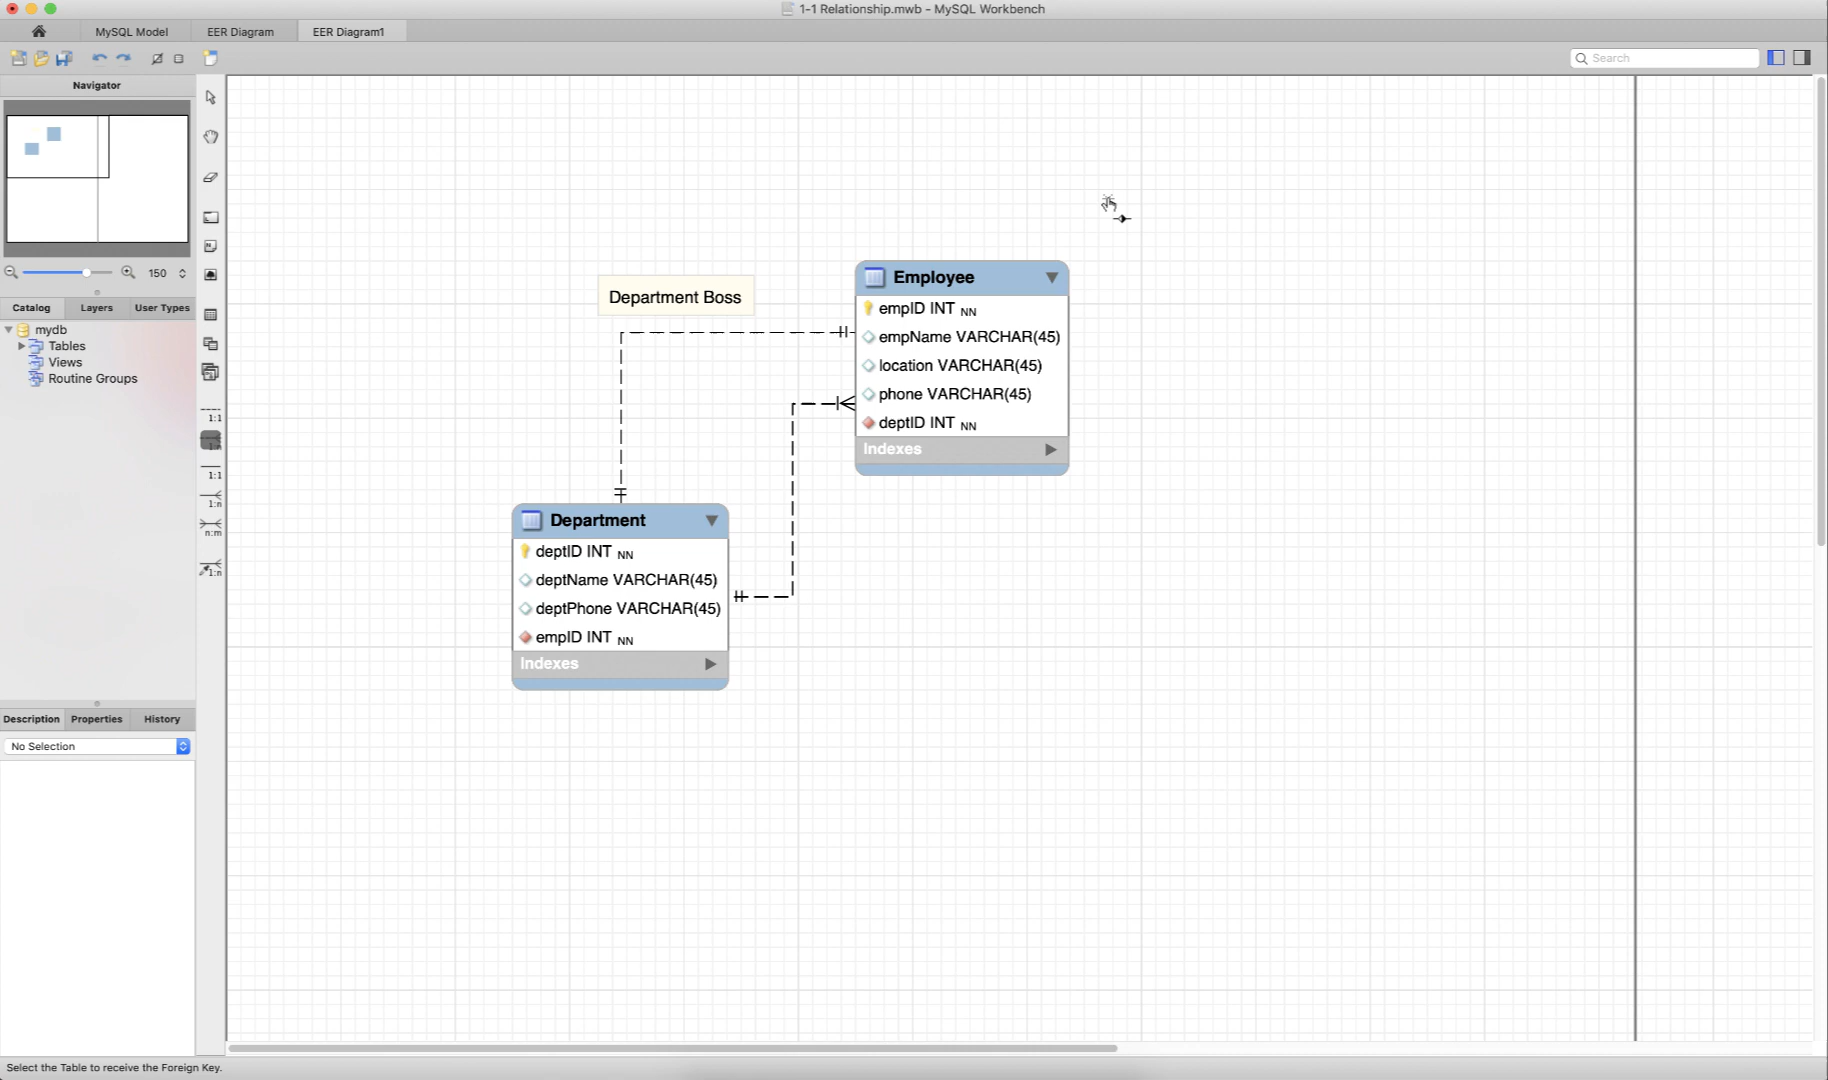 1-1 Relationship.mwb - MySQL Workbench
MySQL Model
EER Diagram
EER Diagram1
Search
Navigator
150
Catalog
Layers
User Types
mydb
Tables
Views
Routine Groups
1:1
1:1
1:n
n:m
1:n
Description
Properties
History
No Selection
Department Boss
Employee
empID INT NN
empName VARCHAR(45)
location VARCHAR(45)
phone VARCHAR(45)
deptID INT NN
Indexes
Department
deptID INT NN
deptName VARCHAR(45)
deptPhone VARCHAR(45)
empID INT NN
Indexes
Select the Table to receive the Foreign Key.